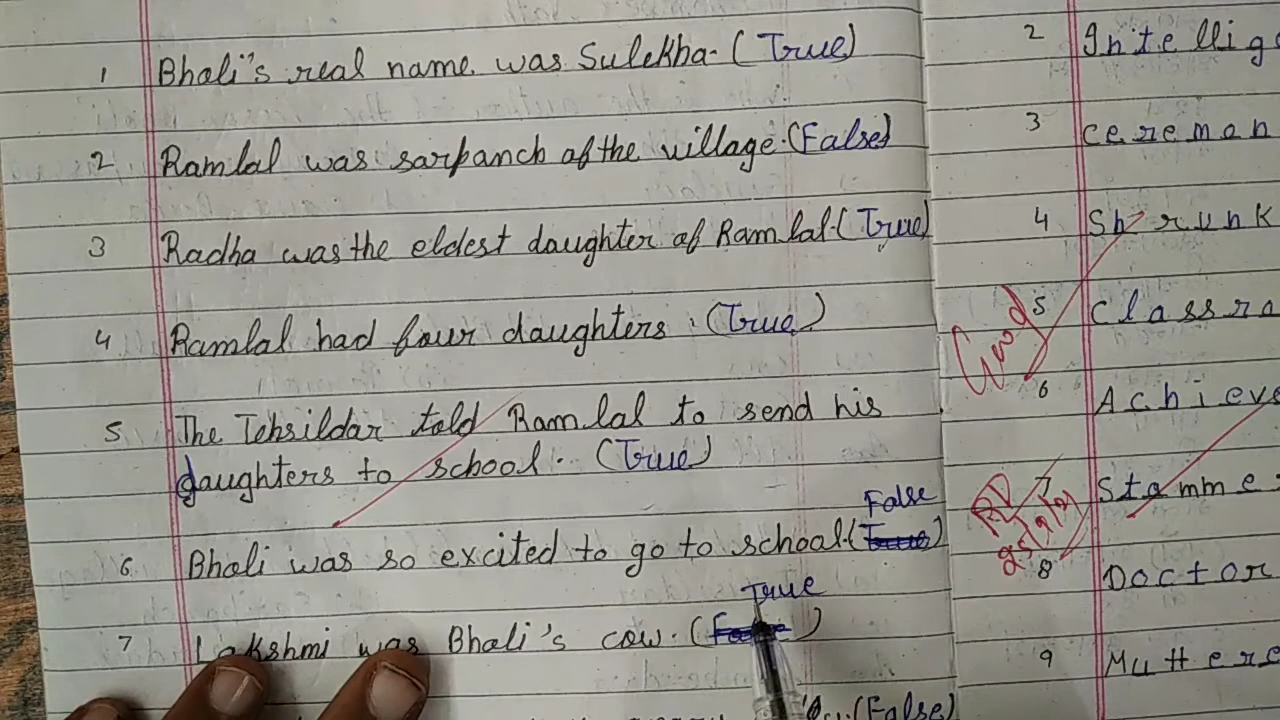 1 Bholi's real name was Sulekha. (True)
2 Ramlal was sarpanch of the village. (False)
3 Radha was the eldest daughter of Ramlal. (True)
4 Ramlal had four daughters. (True)
5 The Tehsildar told Ramlal to send his
daughters to school. (True)
False
6 Bholi was so excited to go to school. (True)
True
7 Lakshmi was Bholi's cow. (False)
(False)
2 Intellig
3 ceremon
4 Shrunk
Good
5 classro
6 Achieve
7 Stammer
8 Doctor
9 Muttere